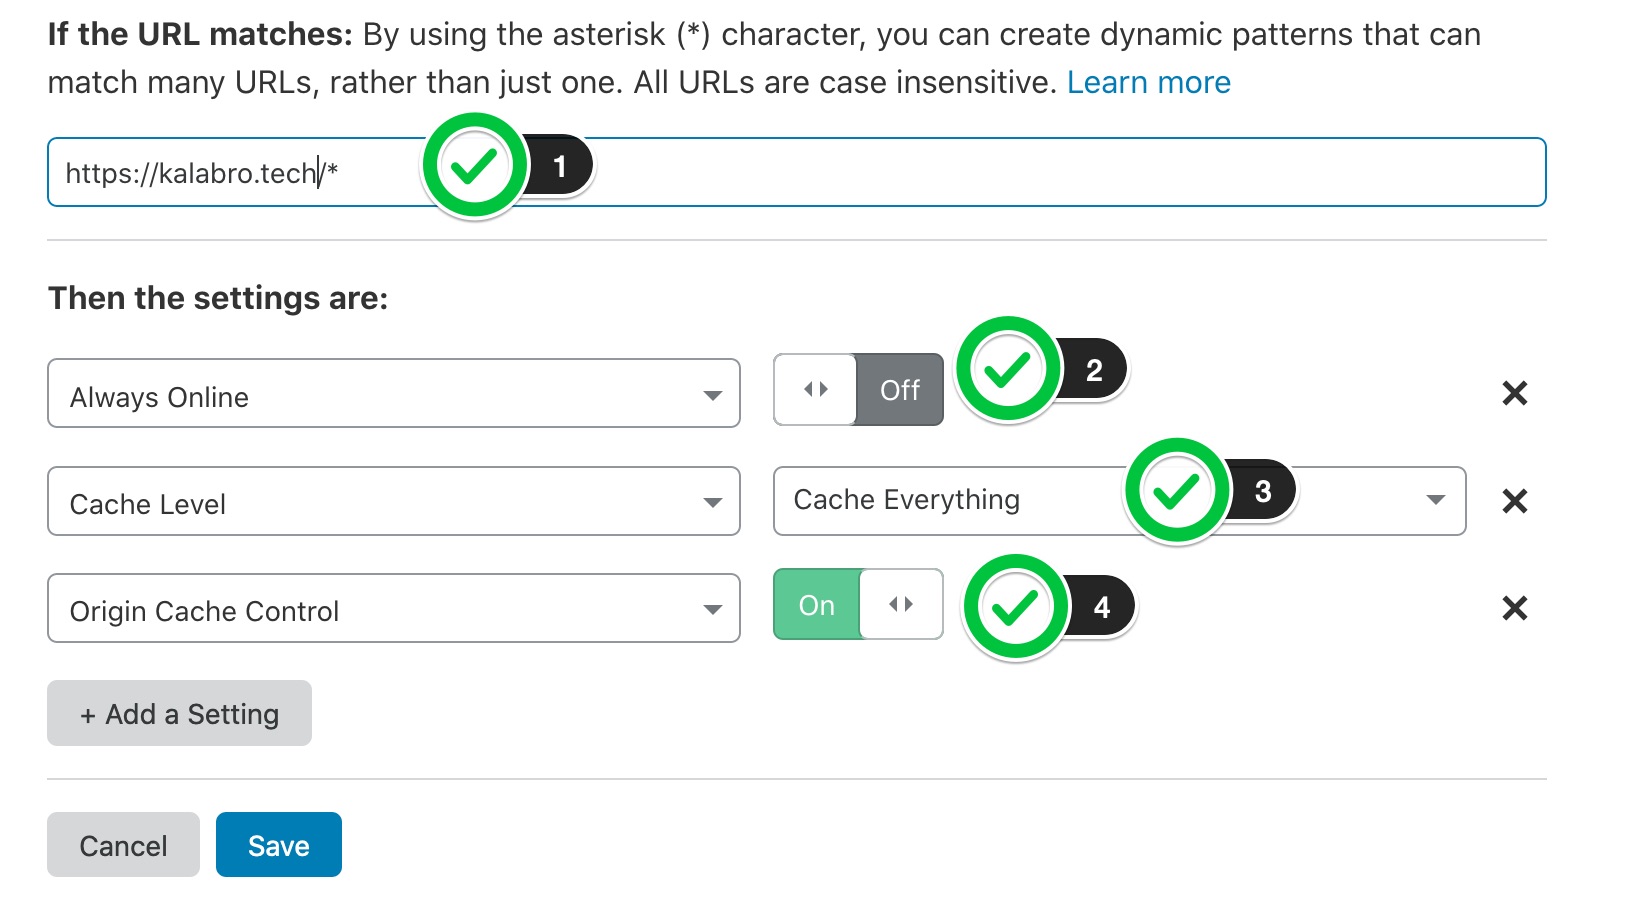 If the URL matches: By using the asterisk (*) character, you can create dynamic patterns that can
match many URLs, rather than just one. All URLs are case insensitive. Learn more
https://kalabro.tech/*
1
Then the settings are:
Always Online
Off
2
Cache Level
Cache Everything
3
Origin Cache Control
On
4
+ Add a Setting
Cancel
Save